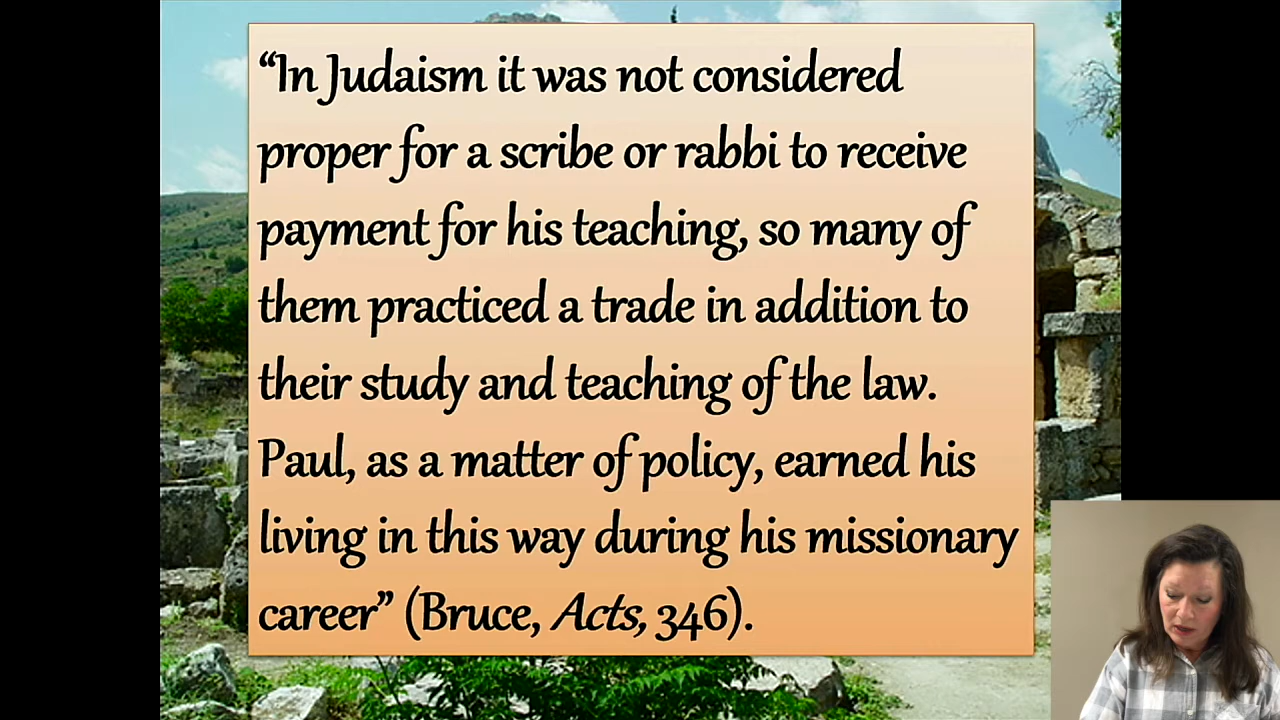 “In Judaism it was not considered
proper for a scribe or rabbi to receive
payment for his teaching, so many of
them practiced a trade in addition to
their study and teaching of the law.
Paul, as a matter of policy, earned his
living in this way during his missionary
career” (Bruce, Acts, 346).